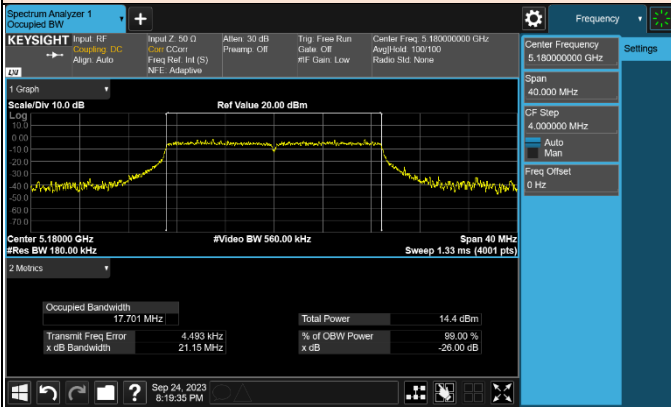 Spectrum Analyzer 1
Occupied BW
+
Frequency
KEYSIGHT Input: RF Input Z: 50 Ω Atten: 30 dB Trig: Free Run Center Freq: 5.180000000 GHz
Coupling: DC Corr CCorr Preamp: Off Gate: Off Avg|Hold: 100/100
Align: Auto Freq Ref: Int (S) #IF Gain: Low Radio Std: None
NFE: Adaptive
LXI
Center Frequency
5.180000000 GHz
Settings
Span
40.000 MHz
CF Step
4.000000 MHz
Auto
Man
Freq Offset
0 Hz
1 Graph
Scale/Div 10.0 dB Ref Value 20.00 dBm
Log
10.0
0.00
-10.0
-20.0
-30.0
-40.0
-50.0
-60.0
-70.0
Center 5.18000 GHz #Video BW 560.00 kHz Span 40 MHz
#Res BW 180.00 kHz Sweep 1.33 ms (4001 pts)
2 Metrics
Occupied Bandwidth
17.701 MHz Total Power 14.4 dBm
Transmit Freq Error 4.493 kHz % of OBW Power 99.00 %
x dB Bandwidth 21.15 MHz x dB -26.00 dB
? Sep 24, 2023
8:19:35 PM